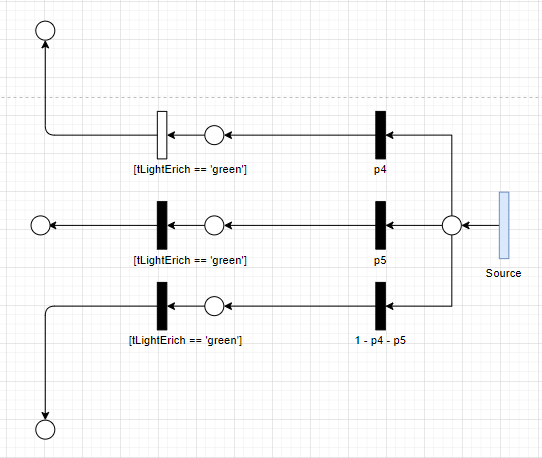 [tLightErich == 'green']
p4
[tLightErich == 'green']
p5
Source
[tLightErich == 'green']
1 - p4 - p5